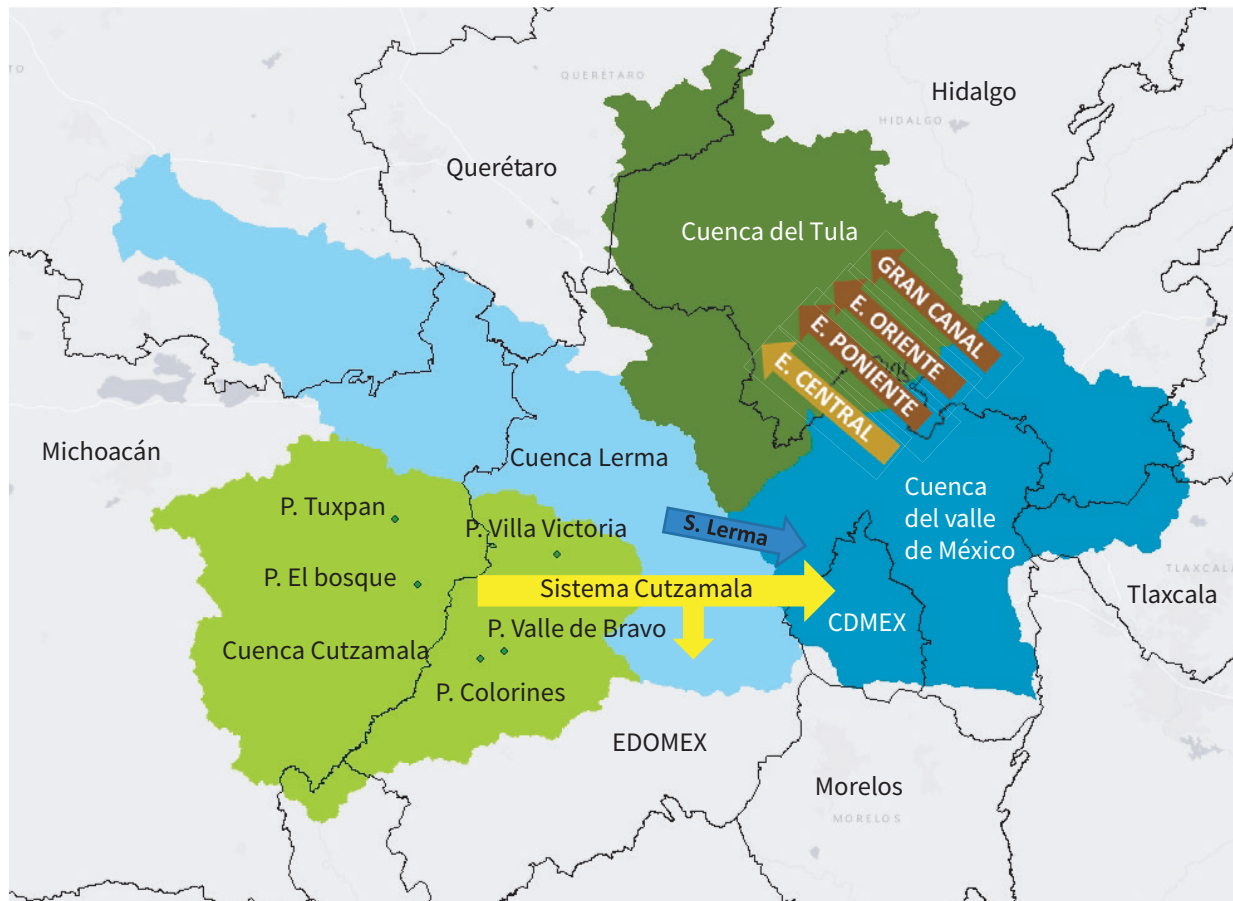 TO
QUERÉTARO
Hidalgo
HIDALGO
Querétaro
Cuenca del Tula
GRAN CANAL
E. ORIENTE
E. PONIENTE
E. CENTRAL
Michoacán
Cuenca Lerma
P. Tuxpan
P. Villa Victoria
S. Lerma
Cuenca
del valle
de México
P. El bosque
Sistema Cutzamala
TLAXCALA
Tlaxcala
CDMEX
P. Valle de Bravo
Cuenca Cutzamala
P. Colorines
EDOMEX
Morelos
MORELOS